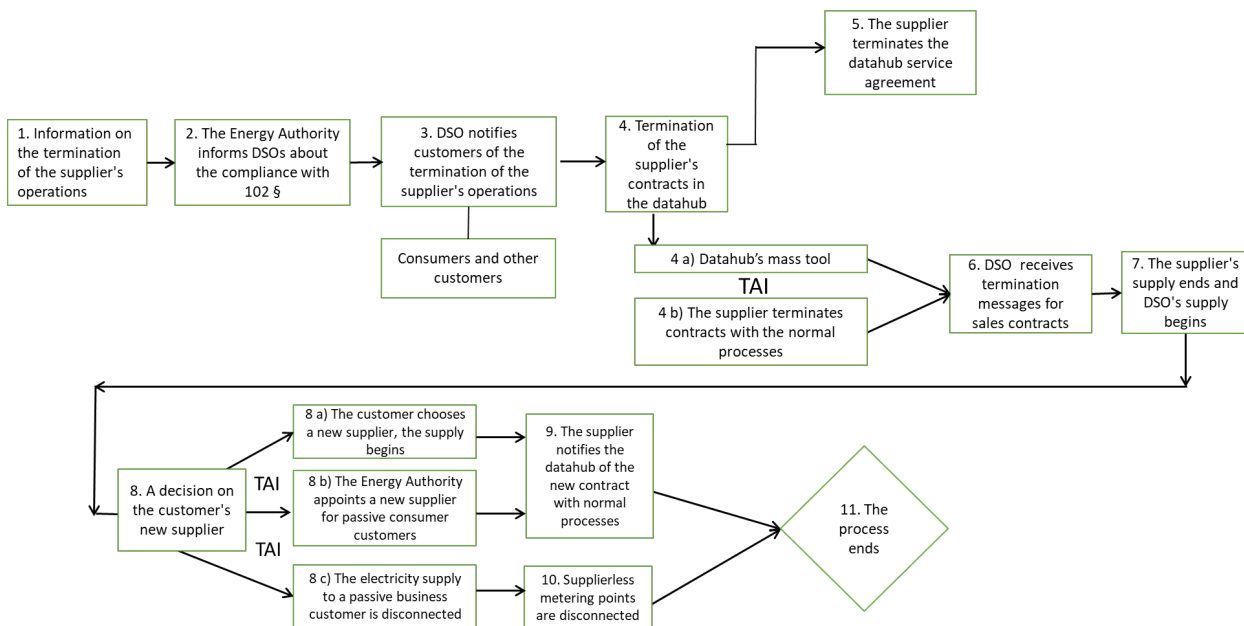 1. Information on
the termination
of the supplier's
operations
2. The Energy Authority
informs DSOs about
the compliance with
102 §
3. DSO notifies
customers of the
termination of the
supplier's operations
Consumers and other
customers
4. Termination
of the
supplier's
contracts in
the datahub
5. The supplier
terminates the
datahub service
agreement
4 a) Datahub's mass tool
TAI
4 b) The supplier terminates
contracts with the normal
processes
6. DSO receives
termination
messages for
sales contracts
7. The supplier's
supply ends and
DSO's supply
begins
8. A decision on
the customer's
new supplier
TAI
TAI
8 a) The customer chooses
a new supplier, the supply
begins
8 b) The Energy Authority
appoints a new supplier
for passive consumer
customers
8 c) The electricity supply
to a passive business
customer is disconnected
9. The supplier
notifies the
datahub of the
new contract
with normal
processes
10. Supplierless
metering points
are disconnected
11. The
process
ends